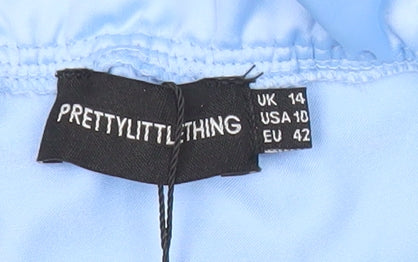 PRETTYLITTLETHING
UK 14
USA 10
EU 42